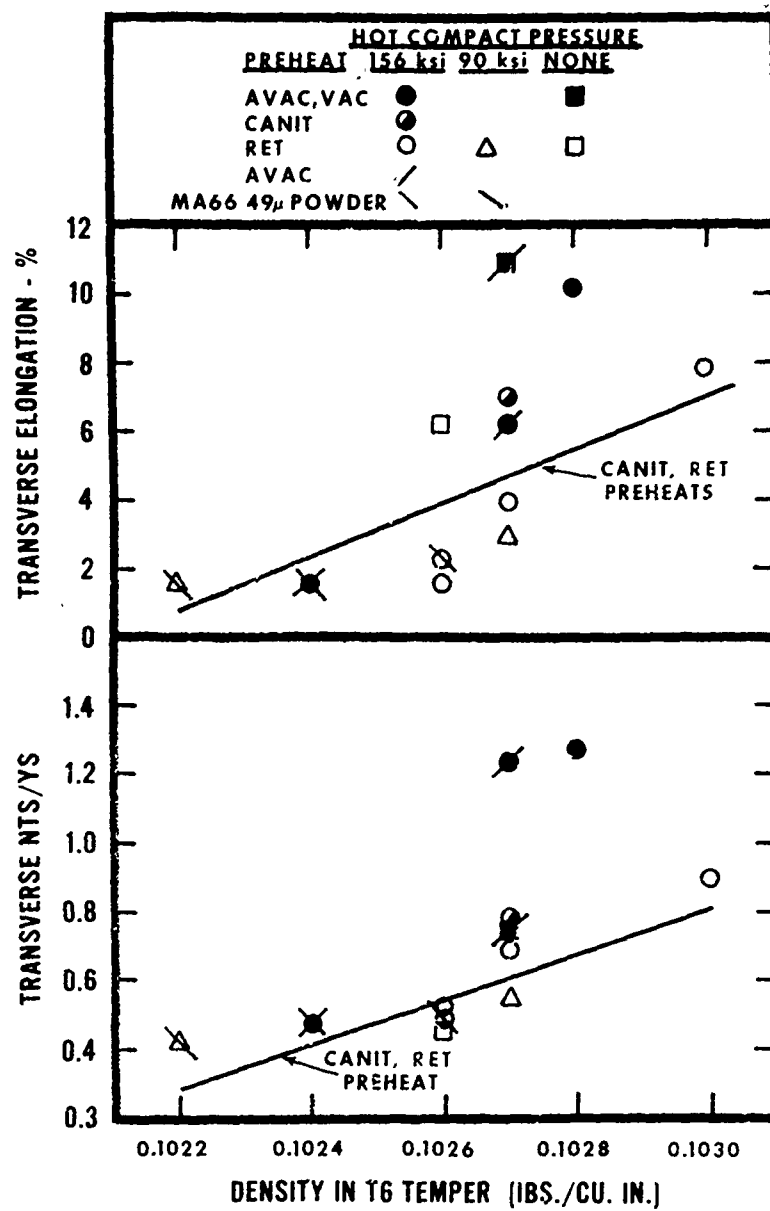 HOT COMPACT PRESSURE
PREHEAT 156 ksi 90 ksi NONE
AVAC, VAC
CANIT
RET
AVAC
MA66 49μ POWDER
TRANSVERSE ELONGATION - %
12
10
8
6
4
2
0
CANIT, RET
PREHEATS
TRANSVERSE NTS/YS
1.4
1.2
1.0
0.8
0.6
0.4
0.3
CANIT, RET
PREHEAT
0.1022 0.1024 0.1026 0.1028 0.1030
DENSITY IN T6 TEMPER (IBS./CU. IN.)